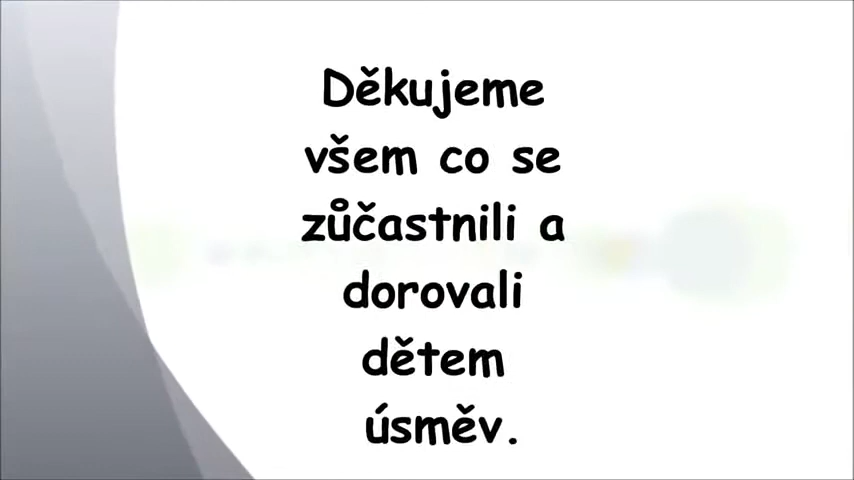 Děkujeme
všem co se
zůčastnili a
dorovali
dětem
úsměv.